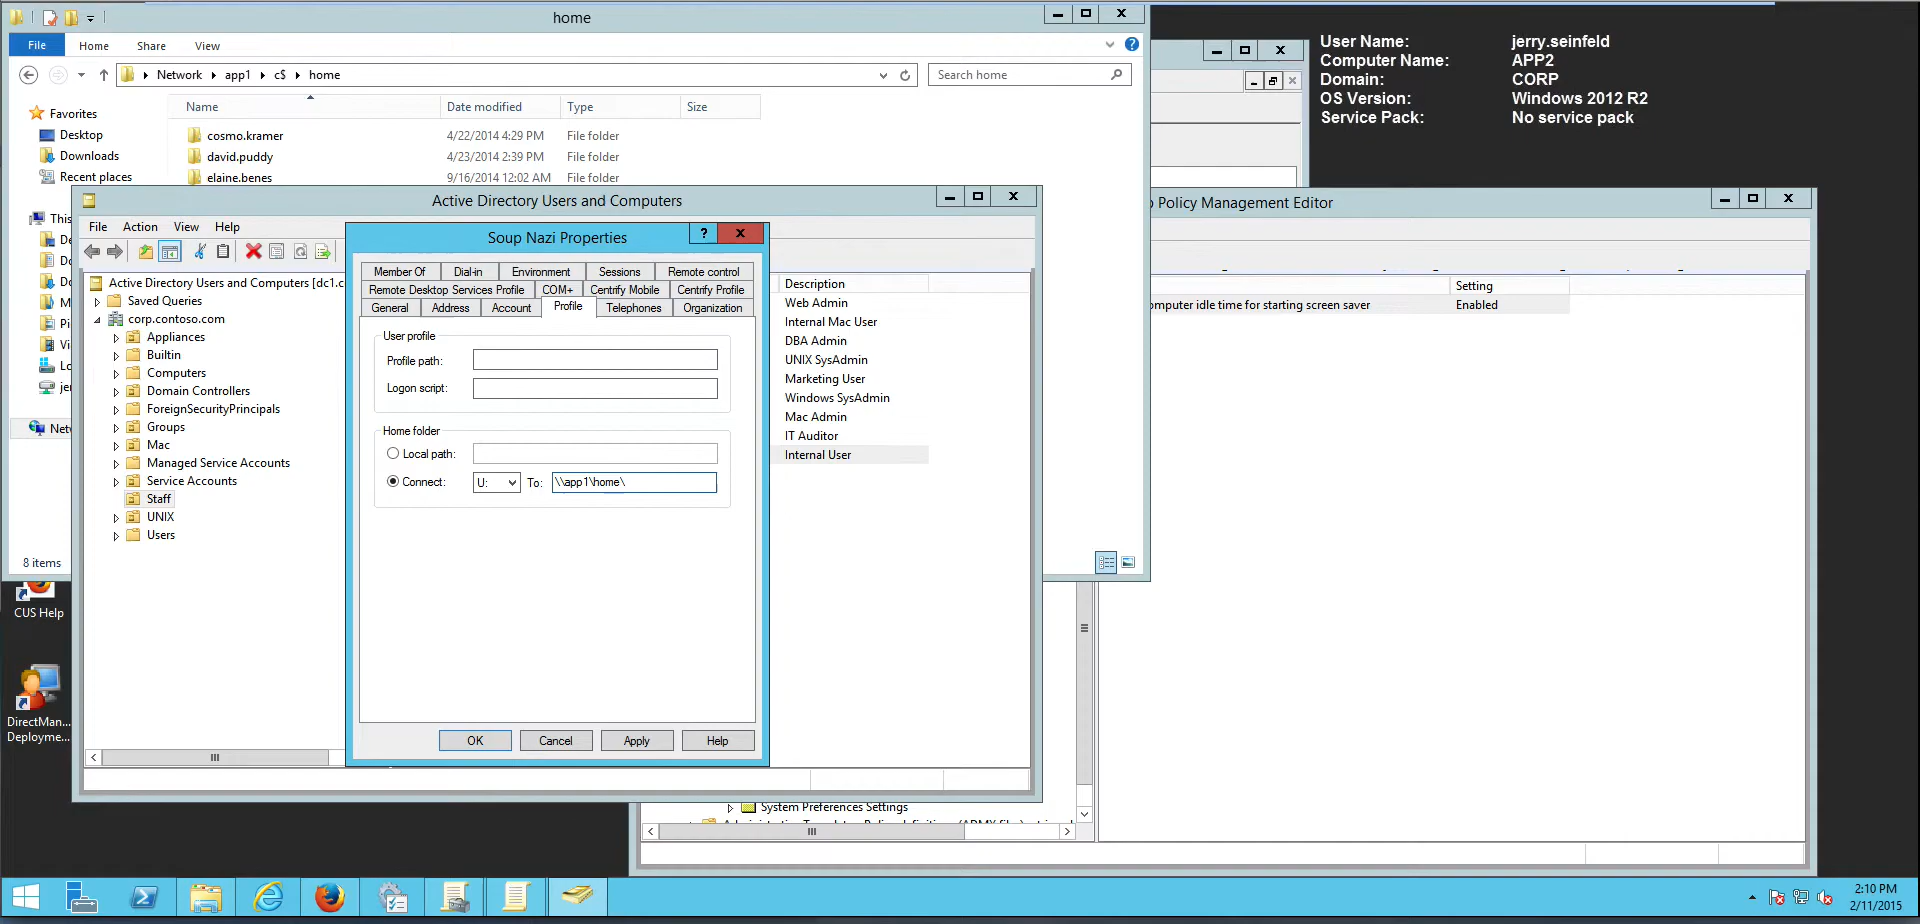 home
File Home Share View
Network app1 c$ home
Search home
Name Date modified Type Size
Favorites
Desktop
Downloads
Recent places
cosmo.kramer 4/22/2014 4:29 PM File folder
david.puddy 4/23/2014 2:39 PM File folder
elaine.benes 9/16/2014 12:02 AM File folder
This
8 items
User Name: jerry.seinfeld
Computer Name: APP2
Domain: CORP
OS Version: Windows 2012 R2
Service Pack: No service pack
Active Directory Users and Computers
File Action View Help
Active Directory Users and Computers [dc1.c
Saved Queries
corp.contoso.com
Appliances
Builtin
Computers
Domain Controllers
ForeignSecurityPrincipals
Groups
Mac
Managed Service Accounts
Service Accounts
Staff
UNIX
Users
Soup Nazi Properties
? X
Member Of Dial-in Environment Sessions Remote control
Remote Desktop Services Profile COM+ Centrify Mobile Centrify Profile
General Address Account Profile Telephones Organization
User profile
Profile path:
Logon script:
Home folder
Local path:
Connect: U: To: \\app1\home\
OK Cancel Apply Help
Description
Web Admin
Internal Mac User
DBA Admin
UNIX SysAdmin
Marketing User
Windows SysAdmin
Mac Admin
IT Auditor
Internal User
Policy Management Editor
Setting
omputer idle time for starting screen saver Enabled
System Preferences Settings
CUS Help
DirectMan...
Deployme...
2:10 PM
2/11/2015